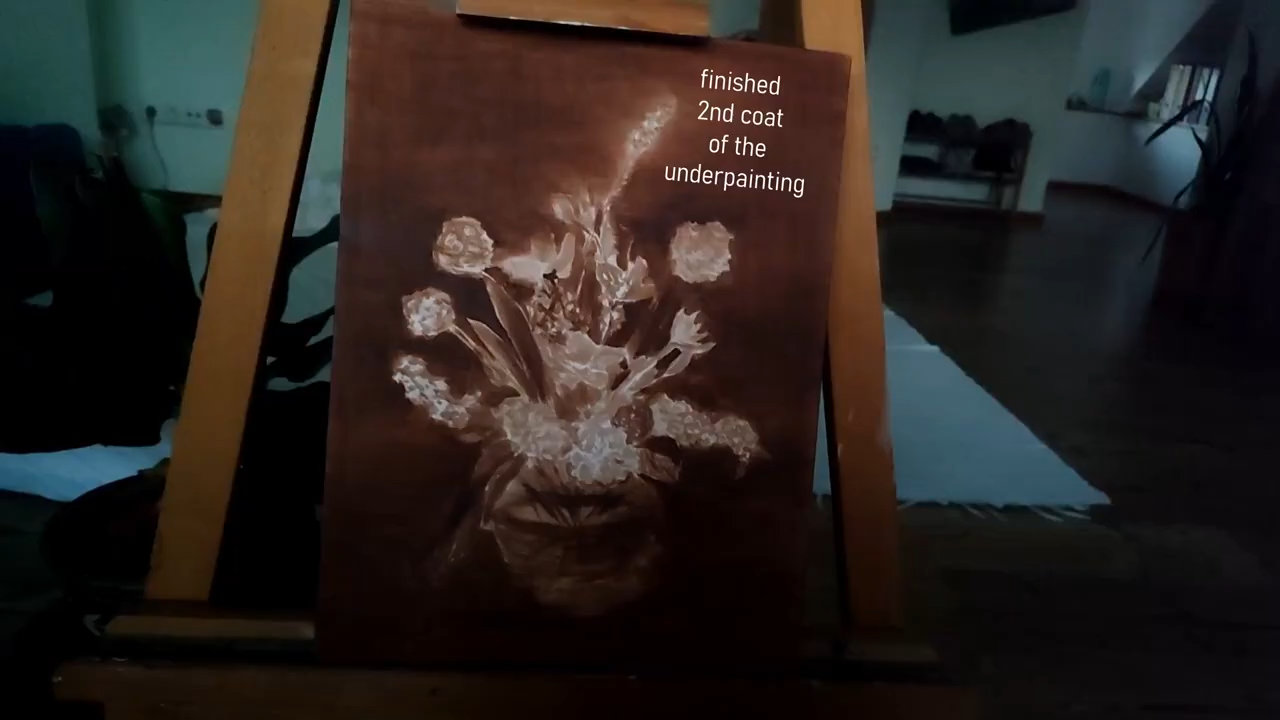 finished
2nd coat
of the
underpainting